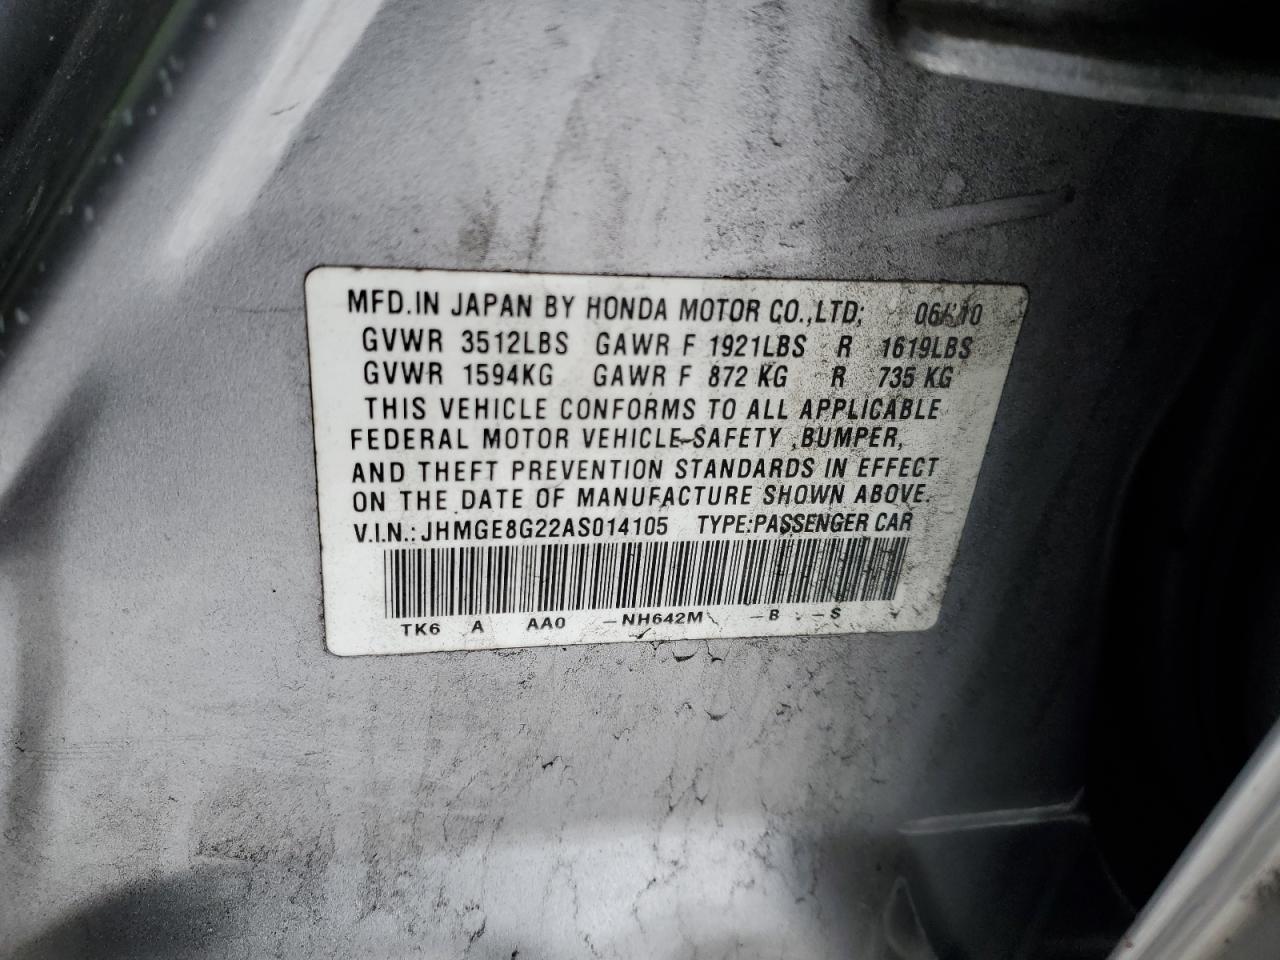 MFD.IN JAPAN BY HONDA MOTOR CO.,LTD; 06/10
GVWR 3512LBS GAWR F 1921LBS R 1619LBS
GVWR 1594KG GAWR F 872 KG R 735 KG
THIS VEHICLE CONFORMS TO ALL APPLICABLE
FEDERAL MOTOR VEHICLE SAFETY ,BUMPER,
AND THEFT PREVENTION STANDARDS IN EFFECT
ON THE DATE OF MANUFACTURE SHOWN ABOVE.
V.I.N.: JHMGE8G22AS014105 TYPE:PASSENGER CAR
TK6 A AA0 -NH642M -B -S